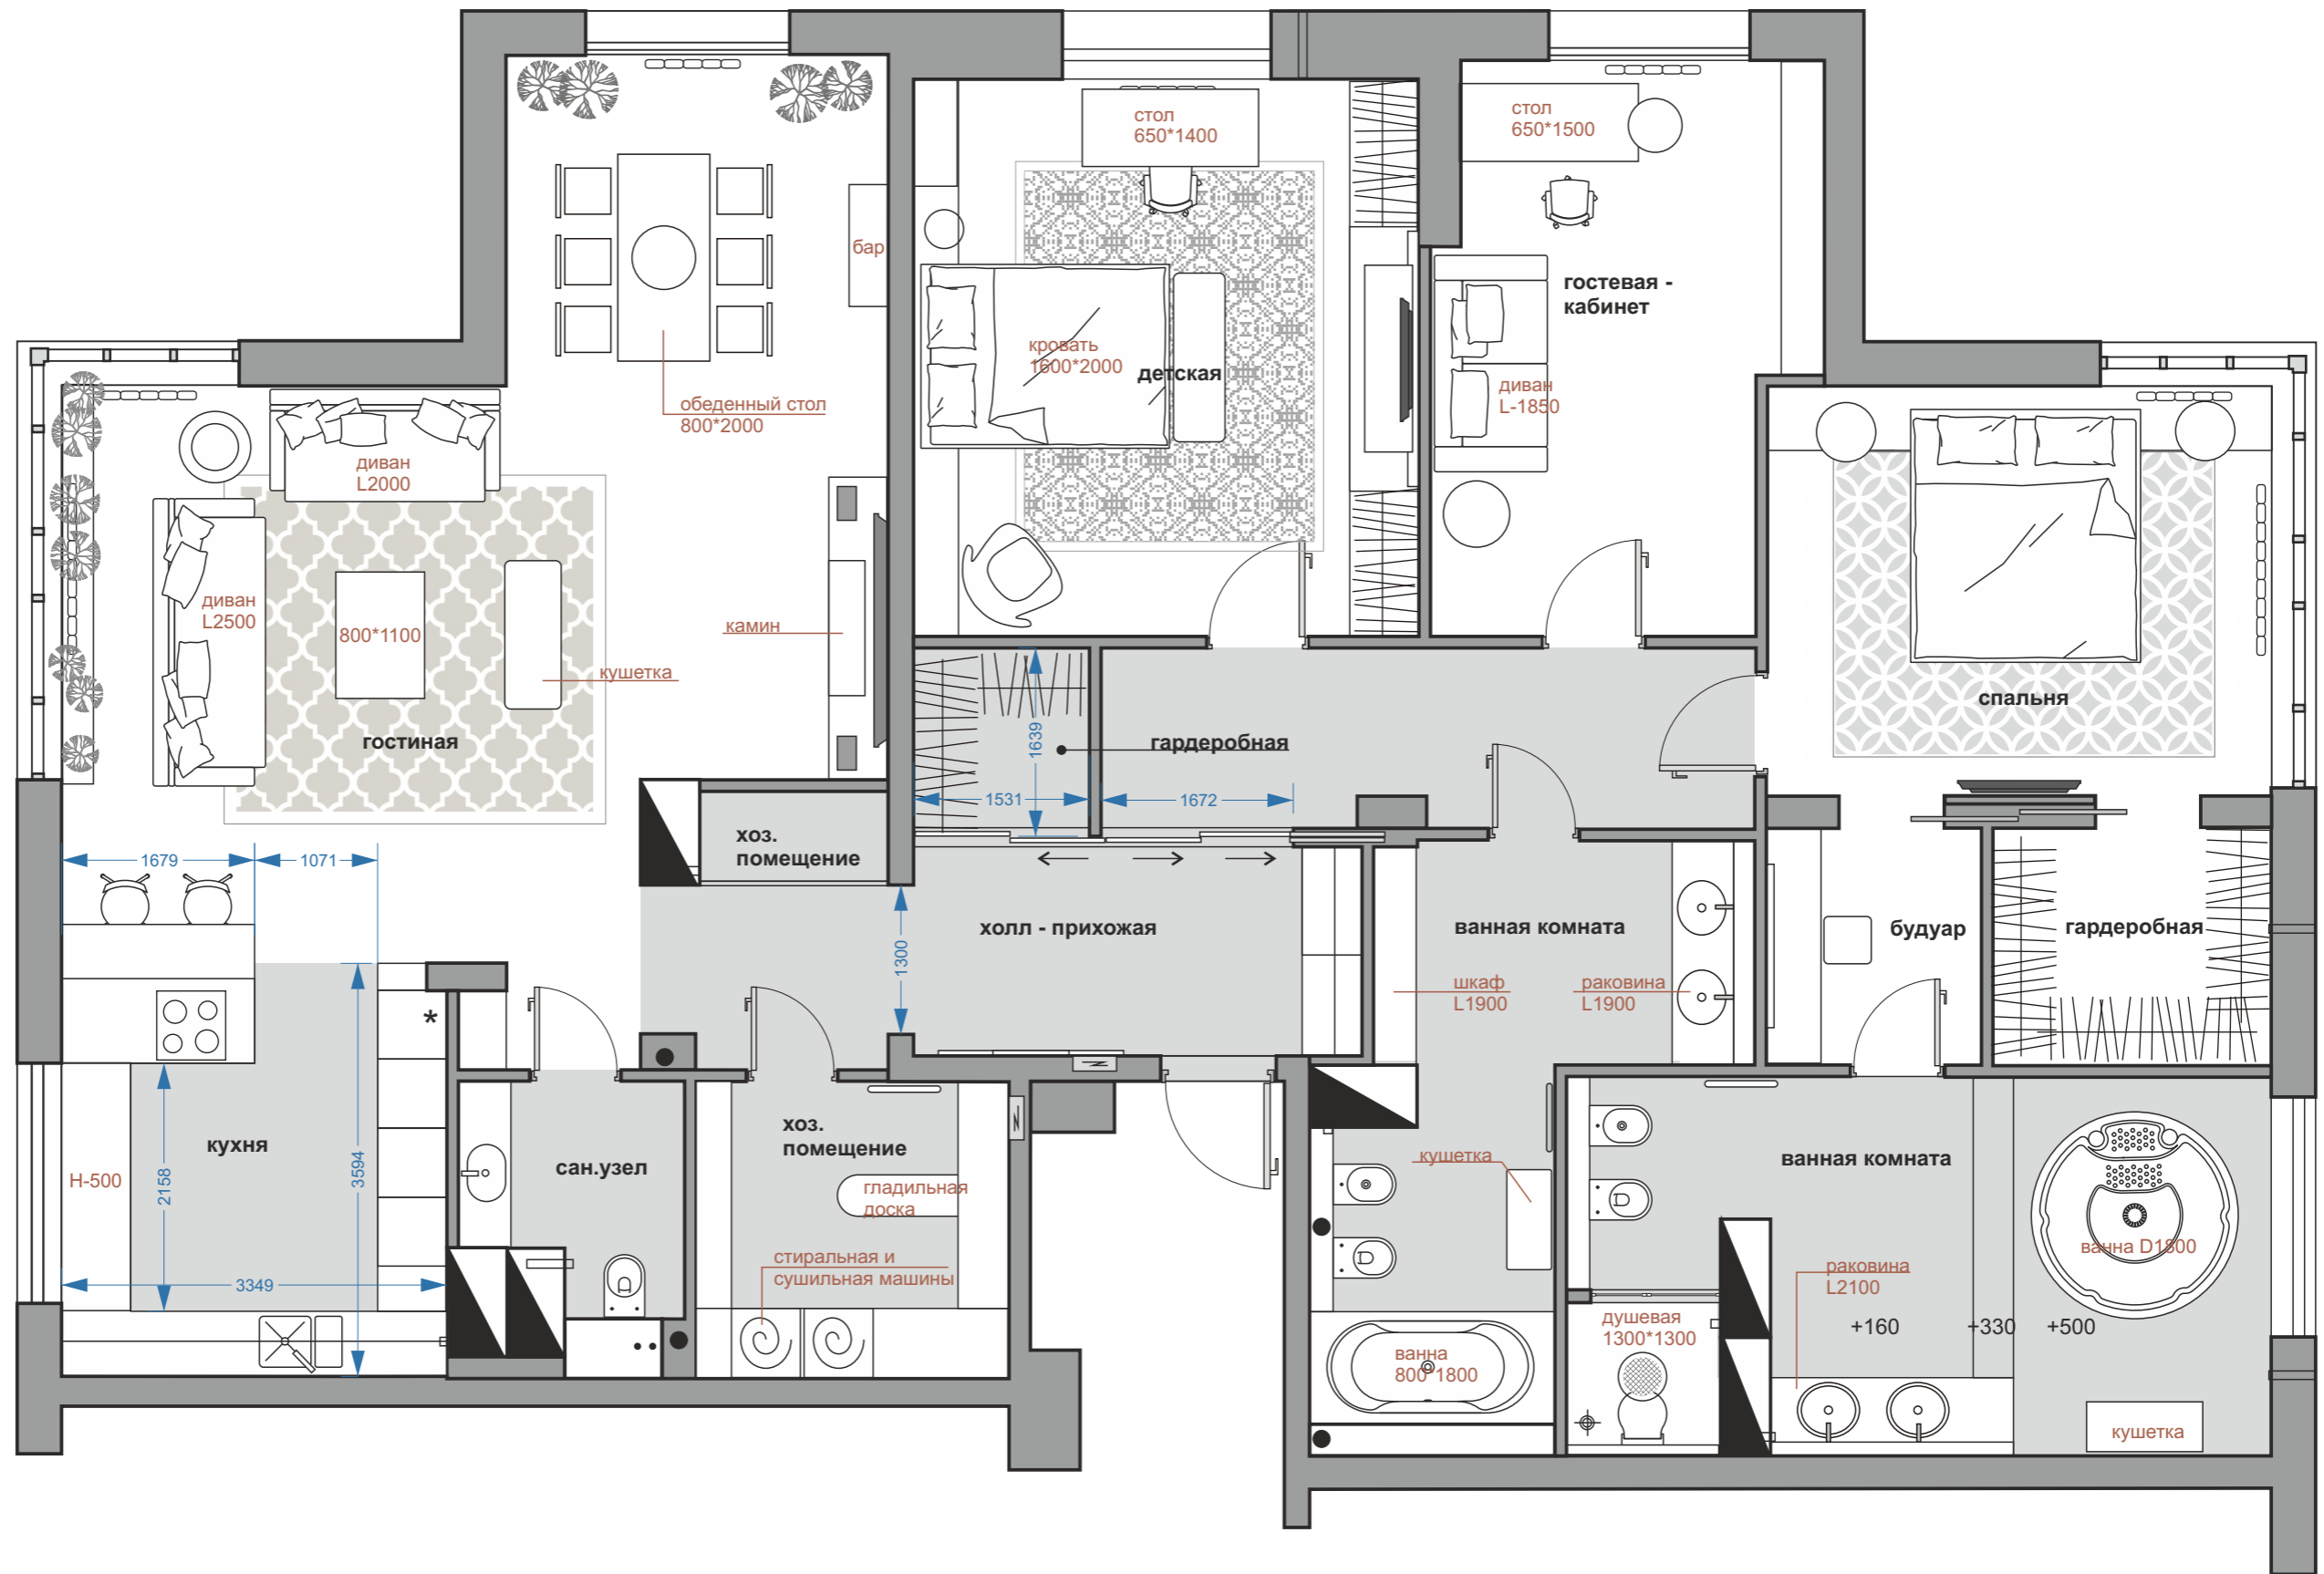 стол
650*1400
стол
650*1500
бар
гостевая -
кабинет
кровать
1600*2000
детская
диван
L-1850
обеденный стол
800*2000
диван
L2000
диван
L2500
800*1100
камин
кушетка
гостиная
спальня
1639
гардеробная
1531
1672
хоз.
помещение
1679
1071
1300
холл - прихожая
ванная комната
будуар
гардеробная
шкаф
L1900
раковина
L1900
*
кухня
H-500
2158
3594
3349
сан.узел
хоз.
помещение
гладильная
доска
стиральная и
сушильная машины
кушетка
ванная комната
ванна D1800
раковина
L2100
+160
+330
+500
душевая
1300*1300
ванна
800*1800
кушетка